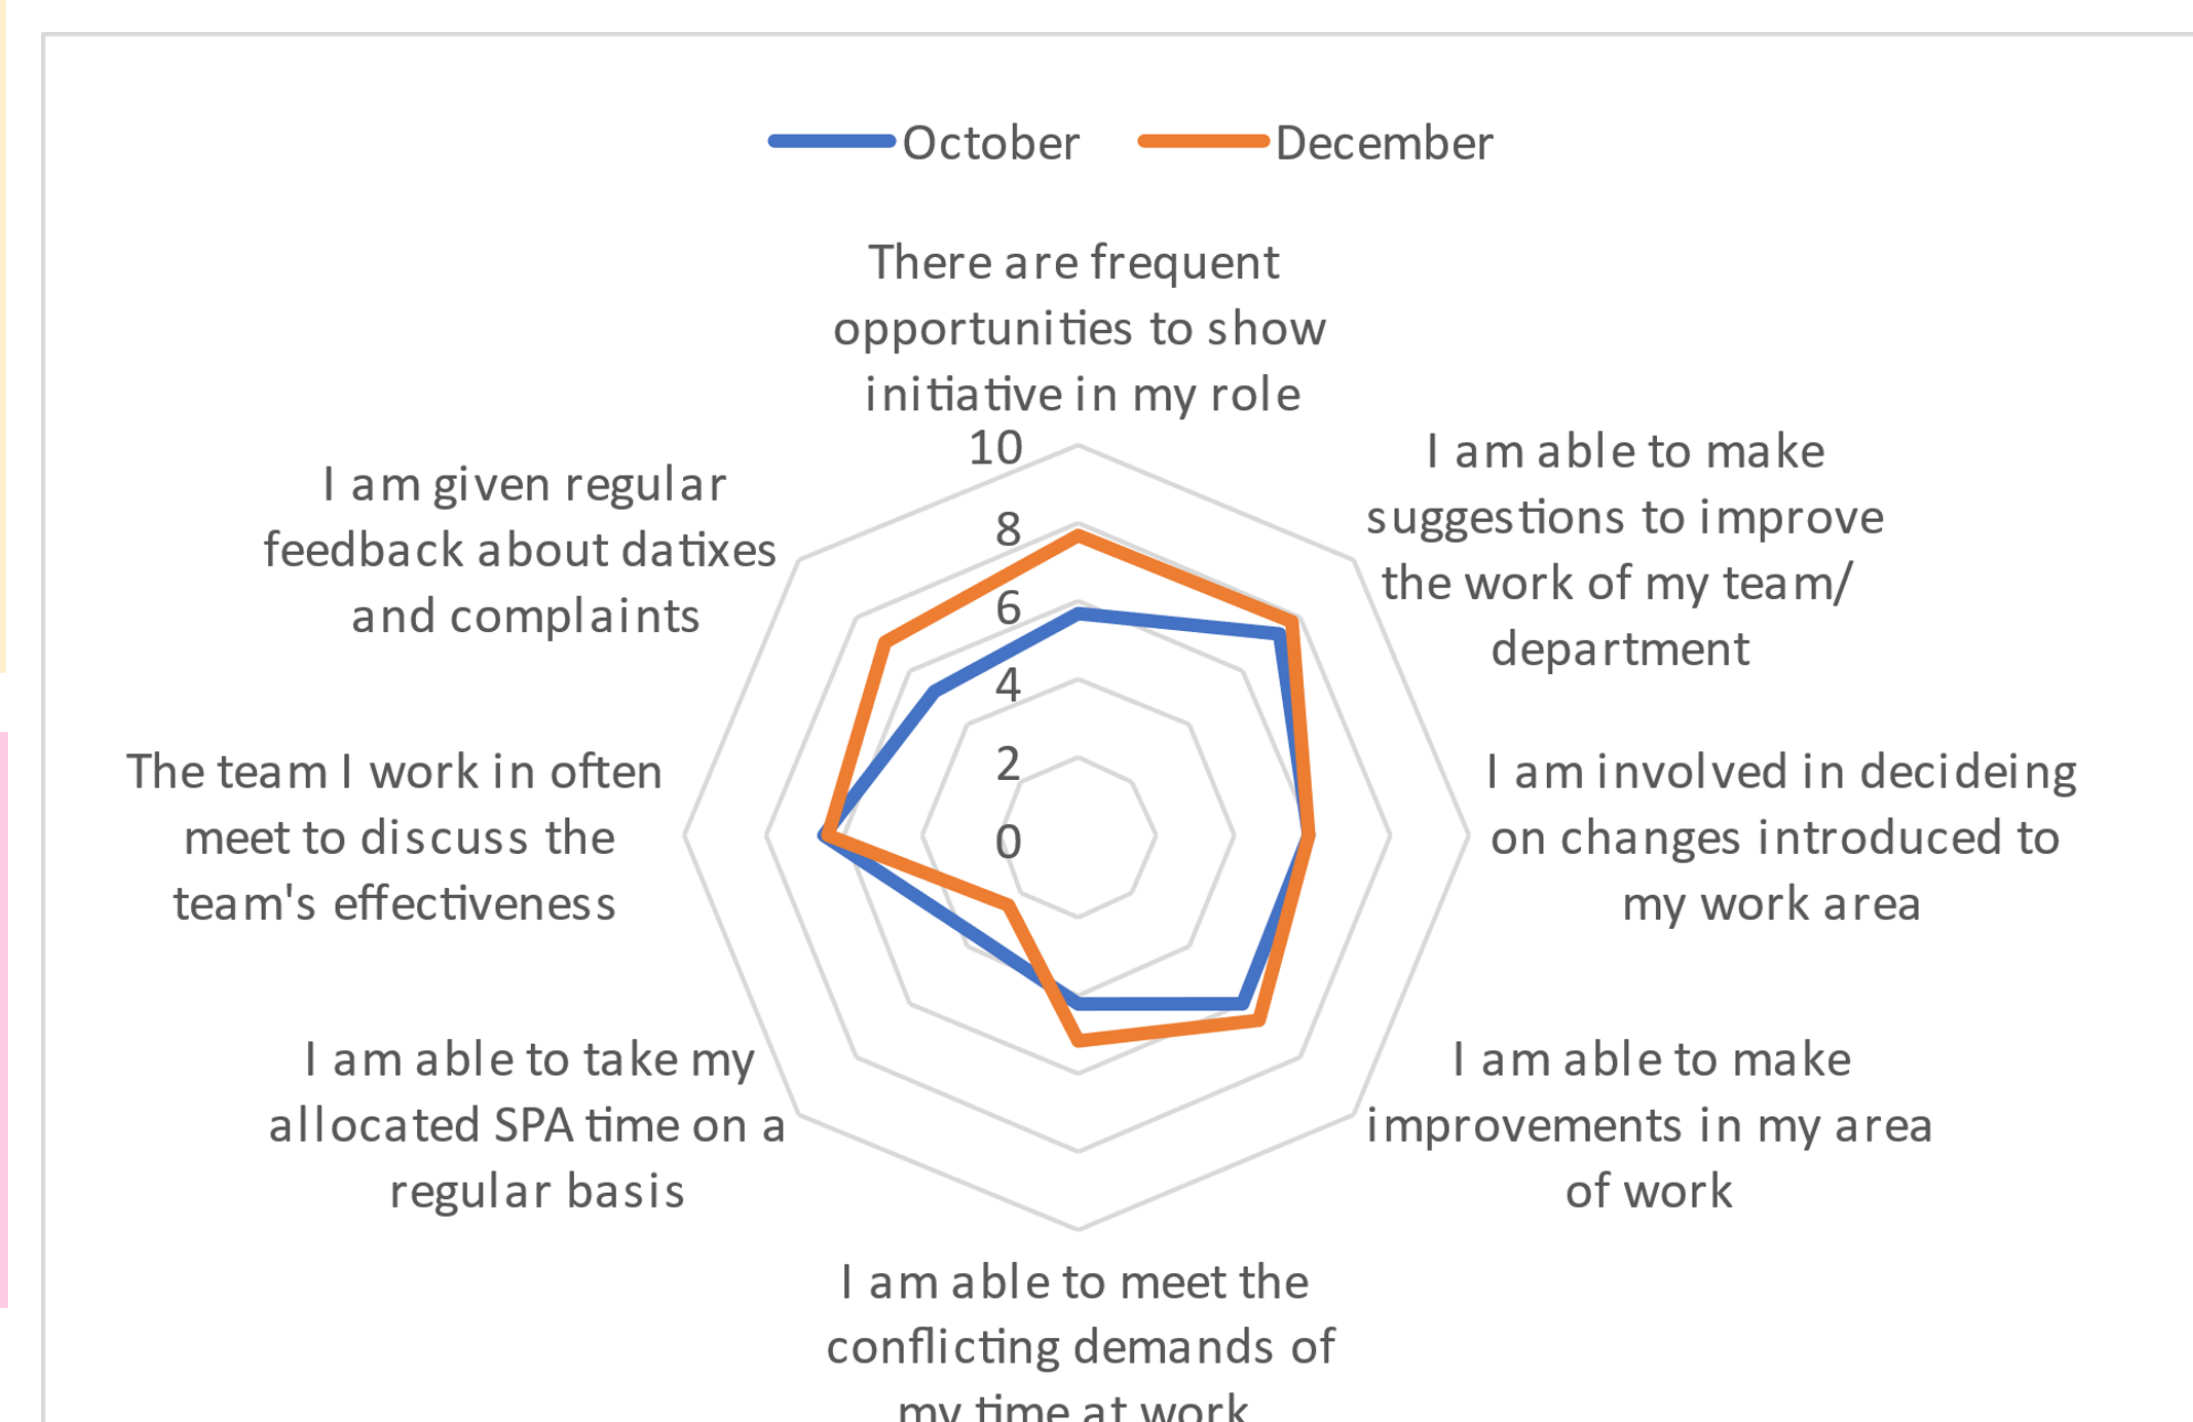 October
December
There are frequent
opportunities to show
initiative in my role
I am able to make
suggestions to improve
the work of my team/
department
I am involved in decideing
on changes introduced to
my work area
I am able to make
improvements in my area
of work
I am able to meet the
conflicting demands of
my time at work
I am able to take my
allocated SPA time on a
regular basis
The team I work in often
meet to discuss the
team's effectiveness
I am given regular
feedback about datixes
and complaints
10
8
6
4
2
0